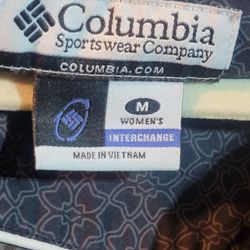 Columbia
Sportswear Company
COLUMBIA.COM
M
WOMEN'S
INTERCHANGE
MADE IN VIETNAM